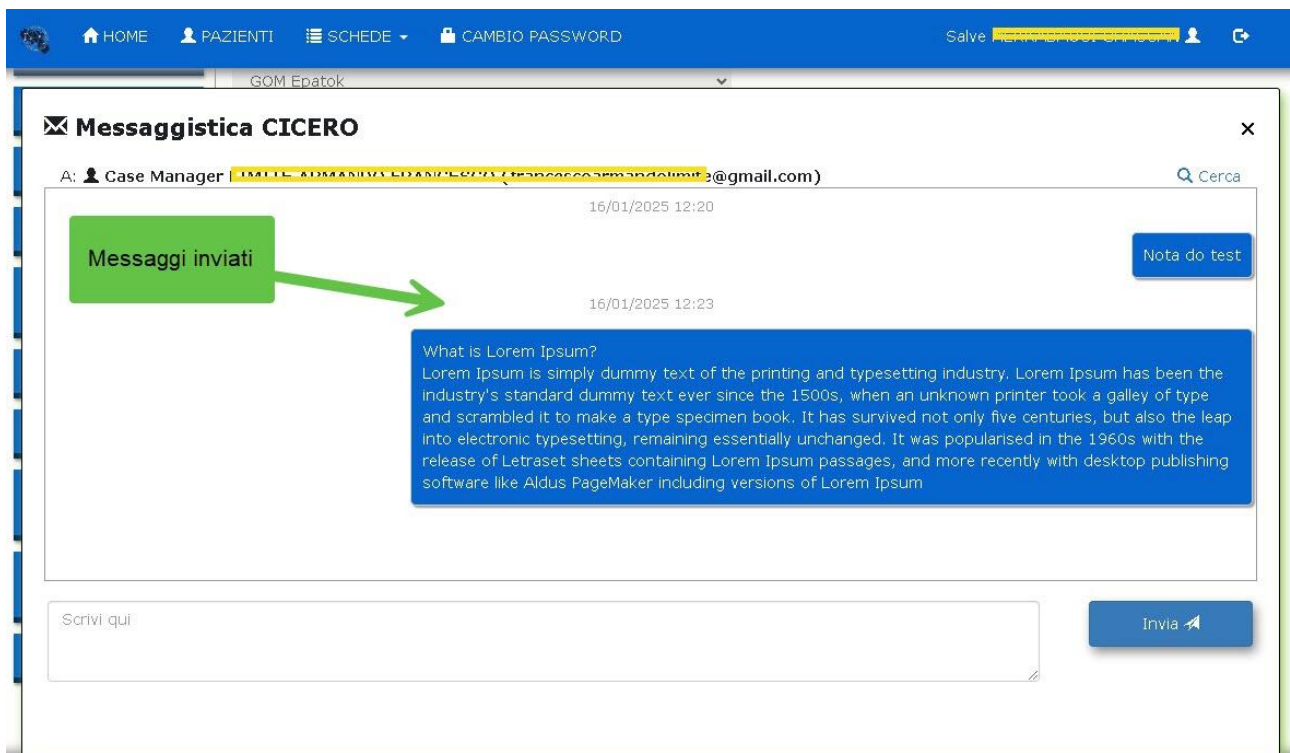 HOME PAZIENTI SCHEDE CAMBIO PASSWORD Salve
GOM Epatok
Messaggistica CICERO
A: Case Manager @gmail.com) Cerca
16/01/2025 12:20
Messaggi inviati
Nota do test
16/01/2025 12:23
What is Lorem Ipsum?
Lorem Ipsum is simply dummy text of the printing and typesetting industry. Lorem Ipsum has been the
industry's standard dummy text ever since the 1500s, when an unknown printer took a galley of type
and scrambled it to make a type specimen book. It has survived not only five centuries, but also the leap
into electronic typesetting, remaining essentially unchanged. It was popularised in the 1960s with the
release of Letraset sheets containing Lorem Ipsum passages, and more recently with desktop publishing
software like Aldus PageMaker including versions of Lorem Ipsum
Scrivi qui
Invia